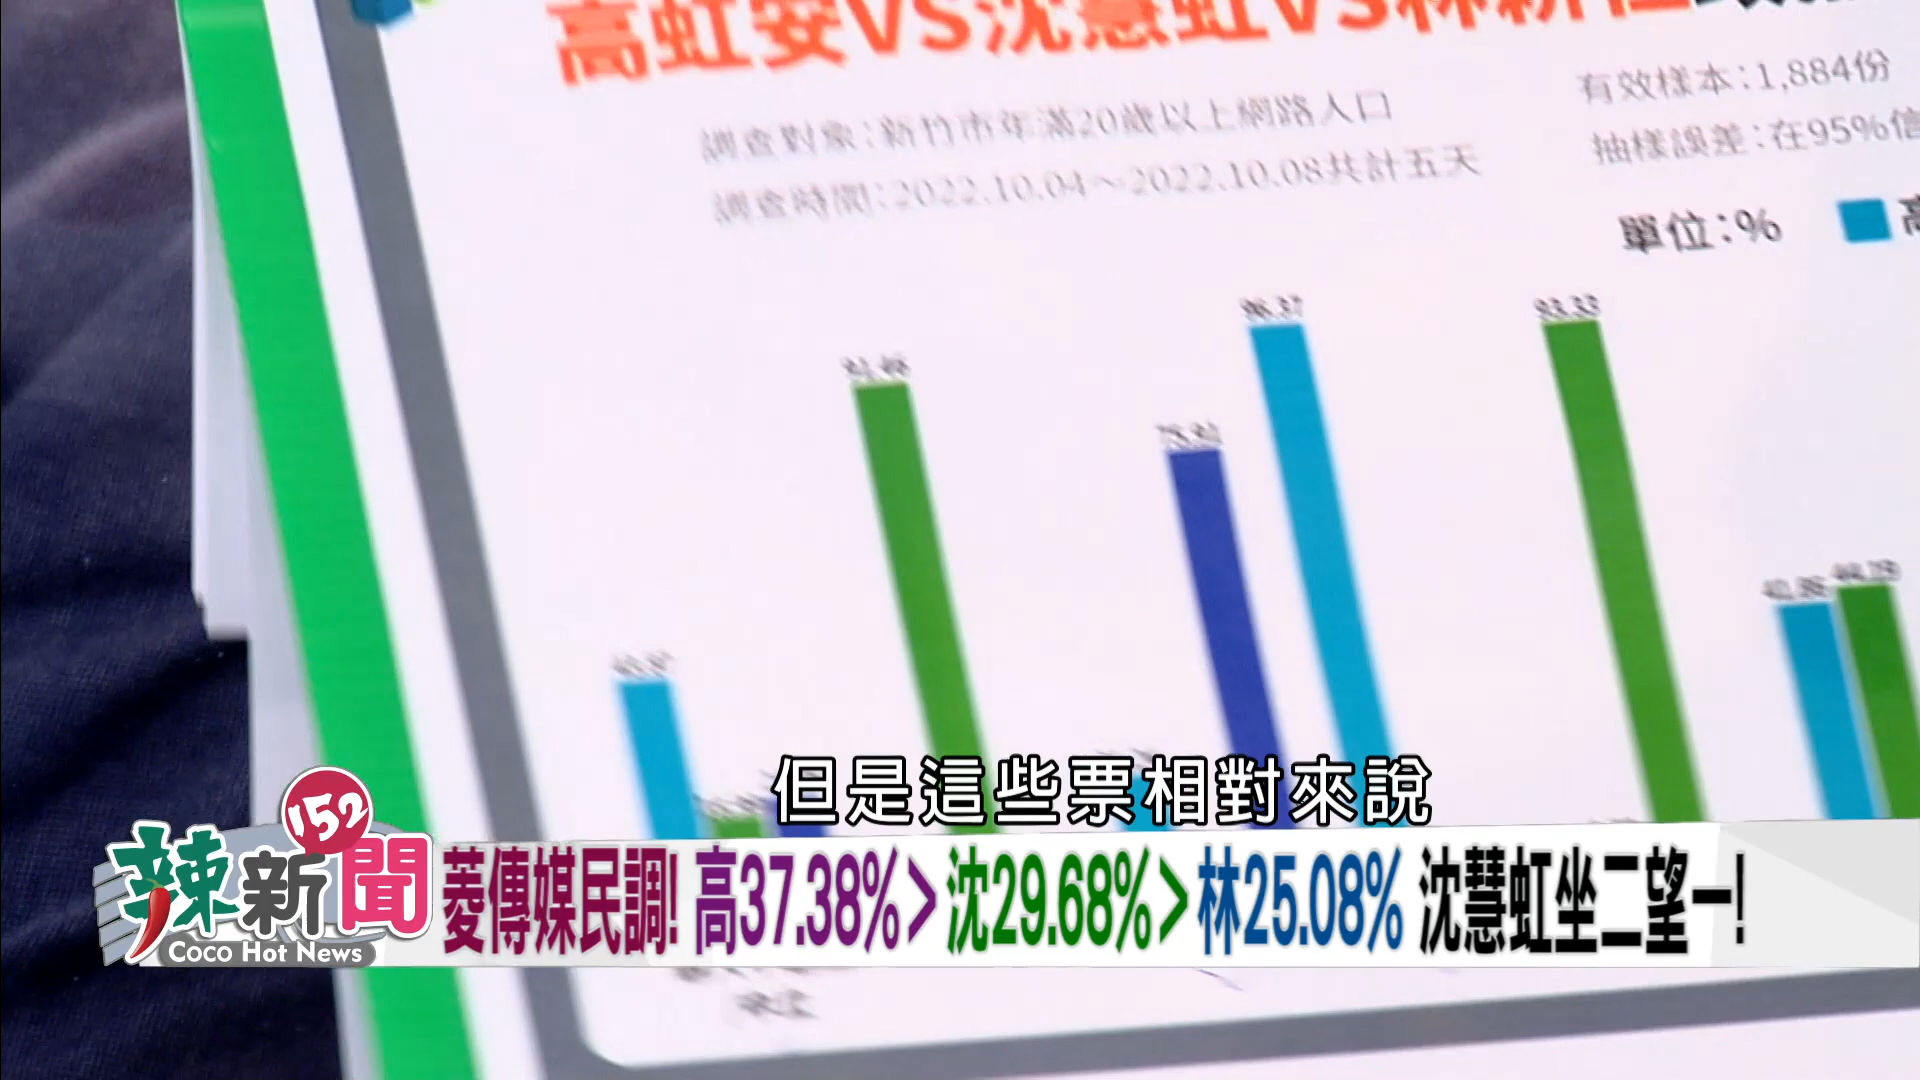 高虹安VS沈慧虹VS林
調查對象：新竹市年滿20歲以上網路人口
調查時間：2022.10.04～2022.10.08共計五天
有效樣本：1,884份
抽樣誤差：在95%信
單位：%
高
96.37
93.33
但是這些票相對來說
辣新聞
152
Coco Hot News
菱傳媒民調! 高37.38%>沈29.68%>林25.08% 沈慧虹坐二望一!